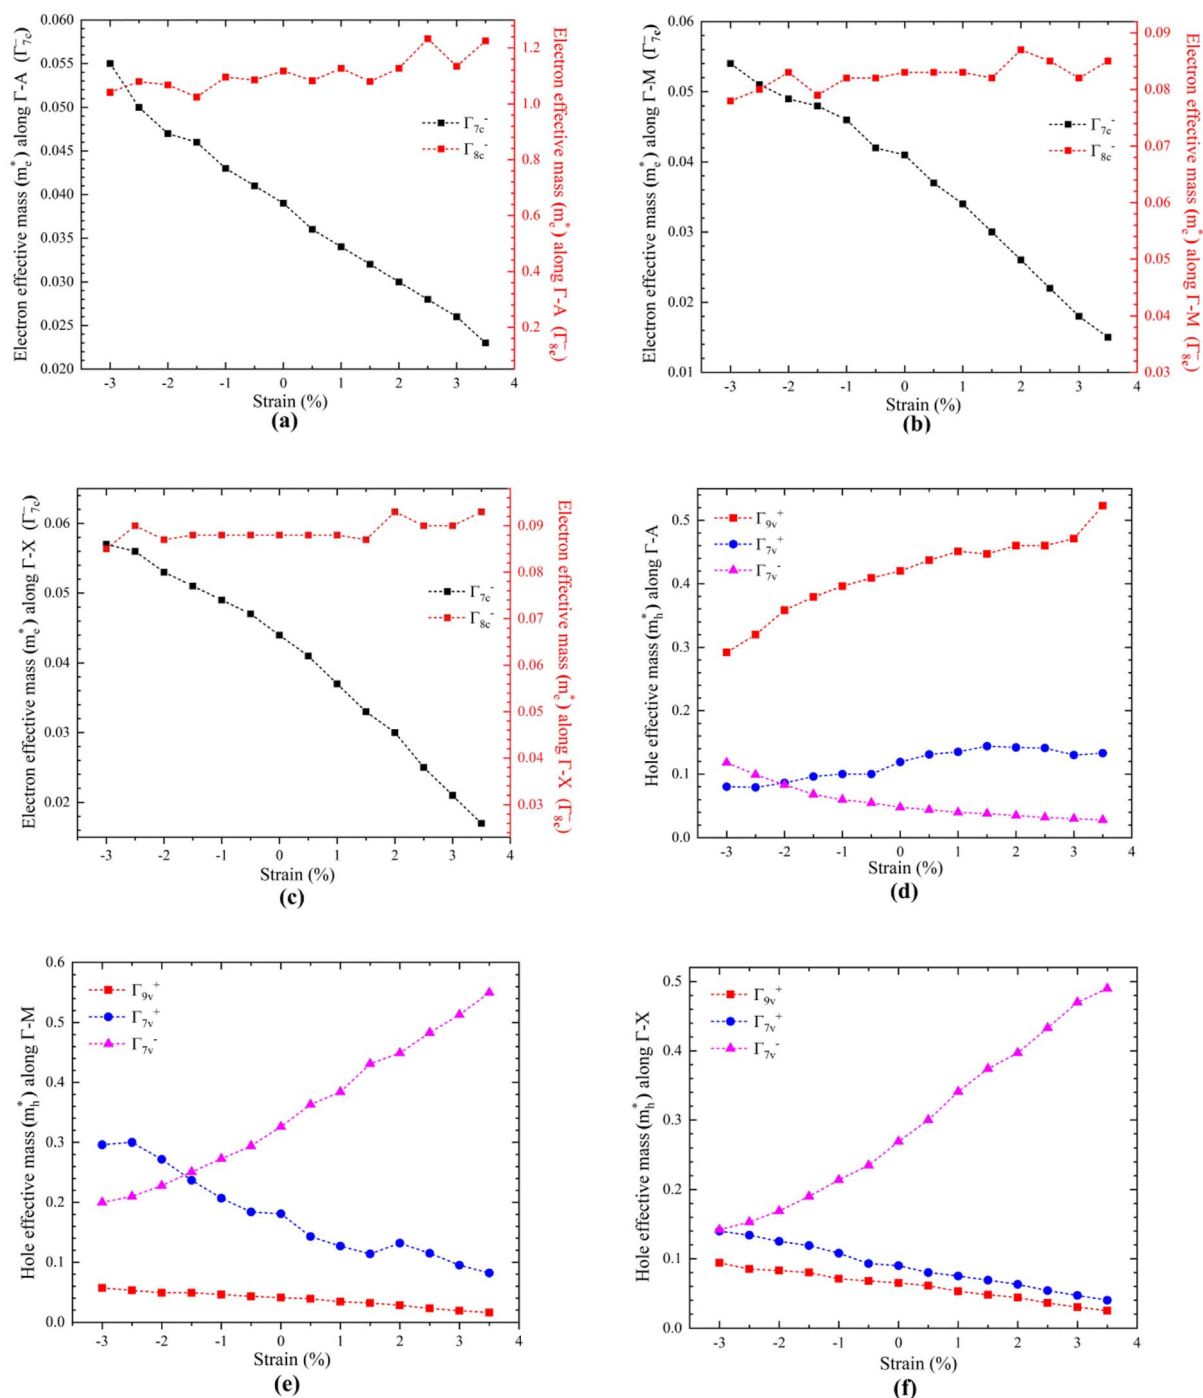 Electron effective mass (m*e) along Γ-A (Γ-7c)
0.060
0.055
0.050
0.045
0.040
0.035
0.030
0.025
0.020
Γ7c-
Γ8c-
1.2
1.0
0.8
0.6
0.4
0.2
Electron effective mass (m*e) along Γ-A (Γ-8c)
-3 -2 -1 0 1 2 3 4
Strain (%)
(a)
Electron effective mass (m*e) along Γ-M (Γ-7c)
0.06
0.05
0.04
0.03
0.02
0.01
Γ7c-
Γ8c-
0.09
0.08
0.07
0.06
0.05
0.04
0.03
Electron effective mass (m*e) along Γ-M (Γ-8c)
-3 -2 -1 0 1 2 3 4
Strain (%)
(b)
Electron effective mass (m*e) along Γ-X (Γ-7c)
0.06
0.05
0.04
0.03
0.02
Γ7c-
Γ8c-
0.09
0.08
0.07
0.06
0.05
0.04
0.03
Electron effective mass (m*e) along Γ-X (Γ-8c)
-3 -2 -1 0 1 2 3 4
Strain (%)
(c)
Hole effective mass (m*h) along Γ-A
0.5
0.4
0.3
0.2
0.1
0.0
Γ9v+
Γ7v+
Γ7v-
-3 -2 -1 0 1 2 3 4
Strain (%)
(d)
Hole effective mass (m*h) along Γ-M
0.6
0.5
0.4
0.3
0.2
0.1
0.0
Γ9v+
Γ7v+
Γ7v-
-3 -2 -1 0 1 2 3 4
Strain (%)
(e)
Hole effective mass (m*h) along Γ-X
0.5
0.4
0.3
0.2
0.1
0.0
Γ9v+
Γ7v+
Γ7v-
-3 -2 -1 0 1 2 3 4
Strain (%)
(f)